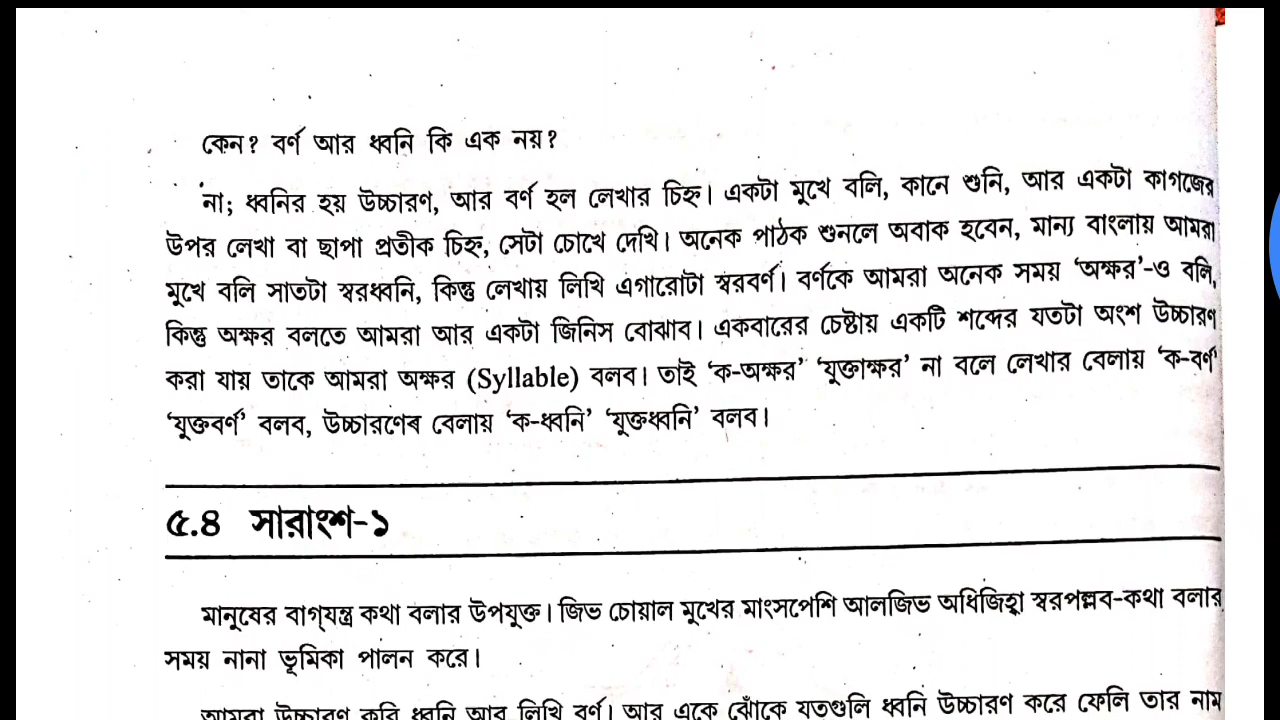 কেন? বর্ণ আর ধ্বনি কি এক নয়?
না; ধ্বনির হয় উচ্চারণ, আর বর্ণ হল লেখার চিহ্ন। একটা মুখে বলি, কানে শুনি, আর একটা কাগজের
উপর লেখা বা ছাপা প্রতীক চিহ্ন, সেটা চোখে দেখি। অনেক পাঠক শুনলে অবাক হবেন, মান্য বাংলায় আমরা
মুখে বলি সাতটা স্বরধ্বনি, কিন্তু লেখায় লিখি এগারোটা স্বরবর্ণ। বর্ণকে আমরা অনেক সময় ‘অক্ষর’-ও বলি,
কিন্তু অক্ষর বলতে আমরা আর একটা জিনিস বোঝাব। একবারের চেষ্টায় একটি শব্দের যতটা অংশ উচ্চারণ
করা যায় তাকে আমরা অক্ষর (Syllable) বলব। তাই ‘ক-অক্ষর’ ‘যুক্তাক্ষর’ না বলে লেখার বেলায় ‘ক-বর্ণ’
‘যুক্তবর্ণ’ বলব, উচ্চারণের বেলায় ‘ক-ধ্বনি’ ‘যুক্তধ্বনি’ বলব।
৫.৪ সারাংশ-১
মানুষের বাগ্‌যন্ত্র কথা বলার উপযুক্ত। জিভ চোয়াল মুখের মাংসপেশি আলজিভ অধিজিহ্বা স্বরপল্লব-কথা বলার
সময় নানা ভূমিকা পালন করে।
আমরা উচ্চারণ করি ধ্বনি আর লিখি বর্ণ। আর একে ঝোঁকে যতগুলি ধ্বনি উচ্চারণ করে ফেলি তার নাম